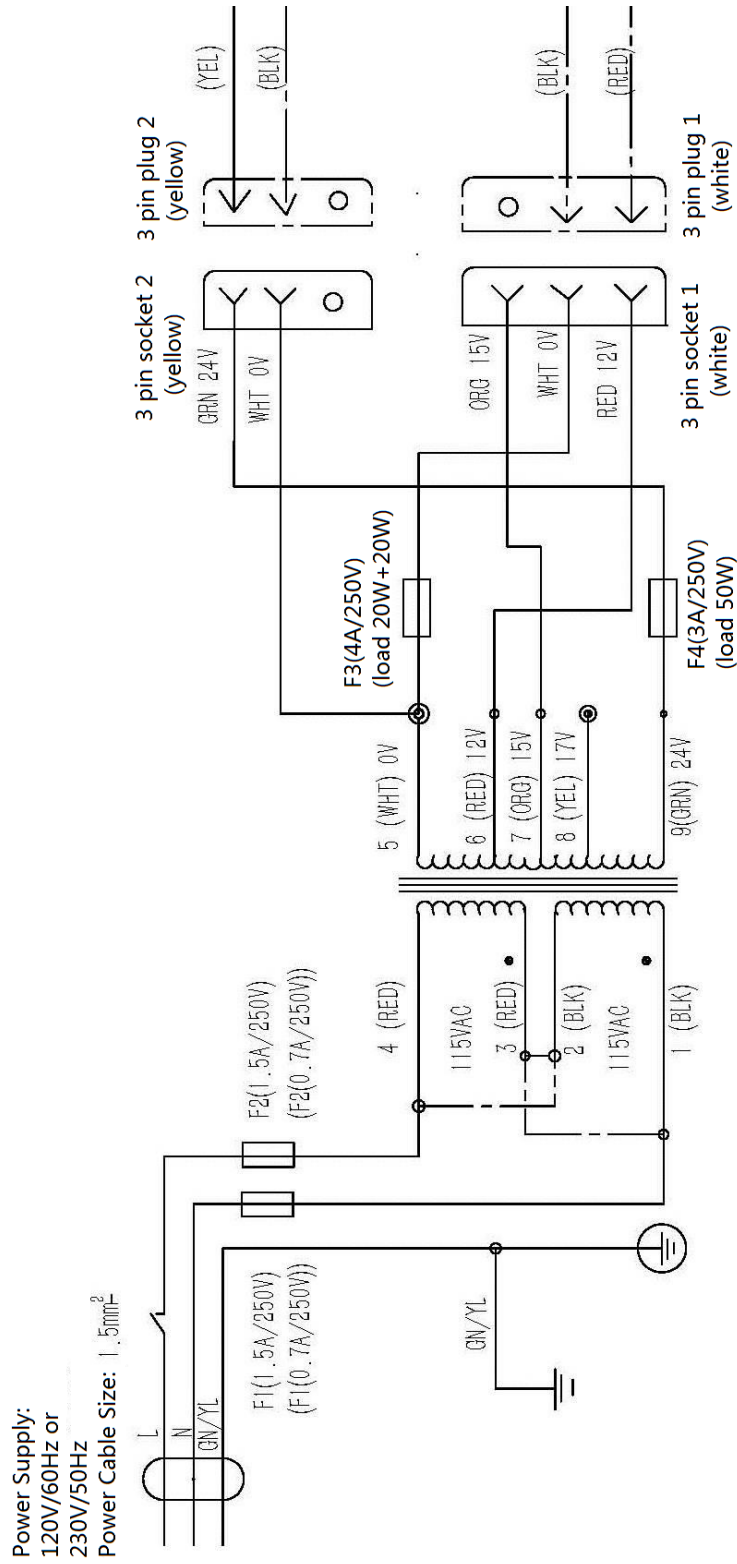 Power Supply:
120V/60Hz or
230V/50Hz
Power Cable Size: 1.5mm²
L
N
GN/YL
F2(1.5A/250V)
(F2(0.7A/250V))
F1(1.5A/250V)
(F1(0.7A/250V))
GN/YL
4 (RED)
115VAC
3 (RED)
2 (BLK)
115VAC
1 (BLK)
5 (WHT) 0V
6 (RED) 12V
7 (ORG) 15V
8 (YEL) 17V
9(GRN) 24V
F3(4A/250V)
(load 20W+20W)
F4(3A/250V)
(load 50W)
3 pin socket 2
(yellow)
GRN 24V
WHT 0V
ORG 15V
WHT 0V
RED 12V
3 pin socket 1
(white)
3 pin plug 2
(yellow)
(YEL)
(BLK)
(BLK)
(RED)
3 pin plug 1
(white)